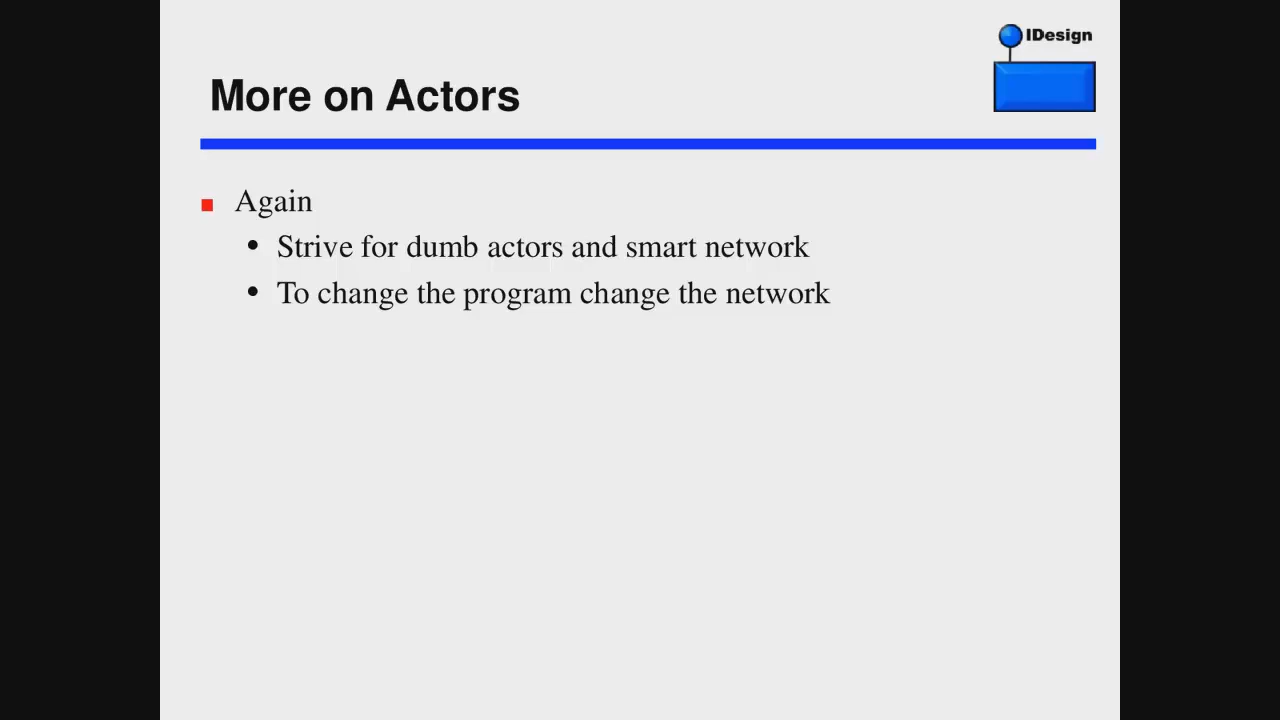 IDesign
More on Actors
Again
Strive for dumb actors and smart network
To change the program change the network